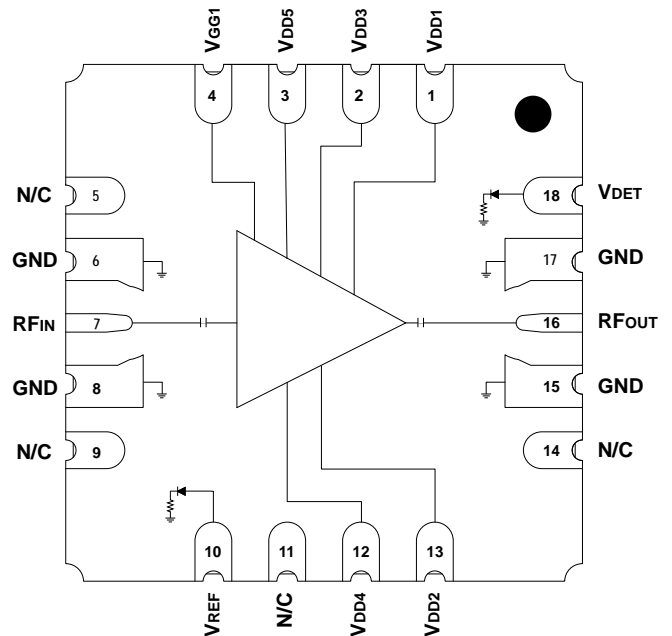 VGG1
VDD5
VDD3
VDD1
4
3
2
1
N/C
5
18
VDET
GND
6
17
GND
RFIN
7
16
RFOUT
GND
8
15
GND
N/C
9
14
N/C
10
11
12
13
VREF
N/C
VDD4
VDD2